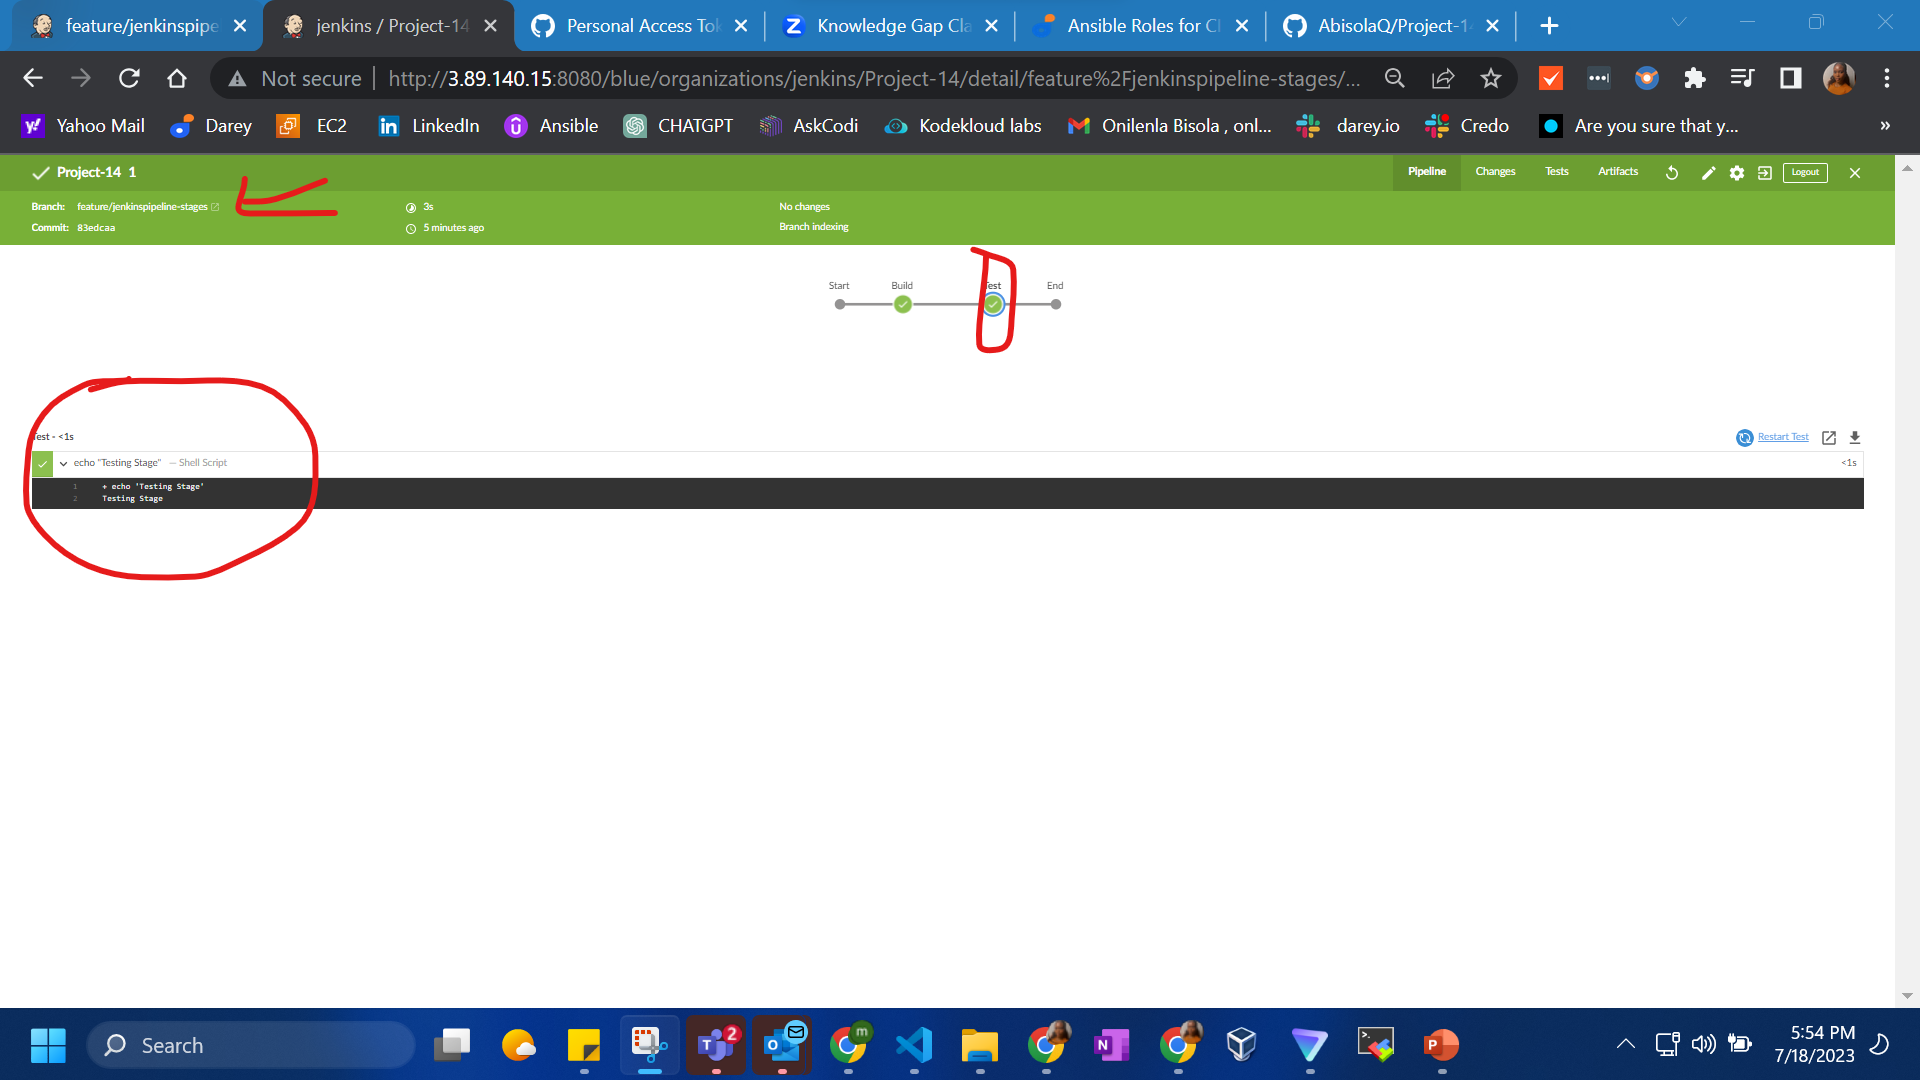 feature/jenkinspipe
jenkins / Project-14
Personal Access Tok
Knowledge Gap Cla
Ansible Roles for CI
AbisolaQ/Project-1
Not secure
http://3.89.140.15:8080/blue/organizations/jenkins/Project-14/detail/feature%2Fjenkinspipeline-stages/...
Yahoo Mail
Darey
EC2
LinkedIn
Ansible
CHATGPT
AskCodi
Kodekloud labs
Onilenla Bisola , onl...
darey.io
Credo
Are you sure that y...
»
Project-14 1
Pipeline
Changes
Tests
Artifacts
Logout
Branch: feature/jenkinspipeline-stages
3s
No changes
Commit: 83edcaa
5 minutes ago
Branch indexing
Start
Build
Test
End
Test - <1s
Restart Test
echo "Testing Stage" — Shell Script
<1s
1 + echo 'Testing Stage'
2 Testing Stage
Search
2
m
5:54 PM
7/18/2023